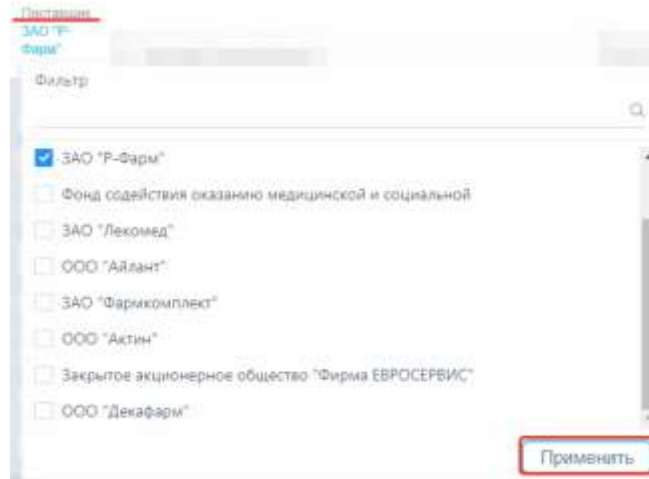 Поставщик
ЗАО "Р-
Фарм"
Фильтр
ЗАО "Р-Фарм"
Фонд содействия оказанию медицинской и социальной
ЗАО "Лекомед"
ООО "Айлант"
ЗАО "Фармкомплект"
ООО "Актин"
Закрытое акционерное общество "Фирма ЕВРОСЕРВИС"
ООО "Декафарм"
Применить